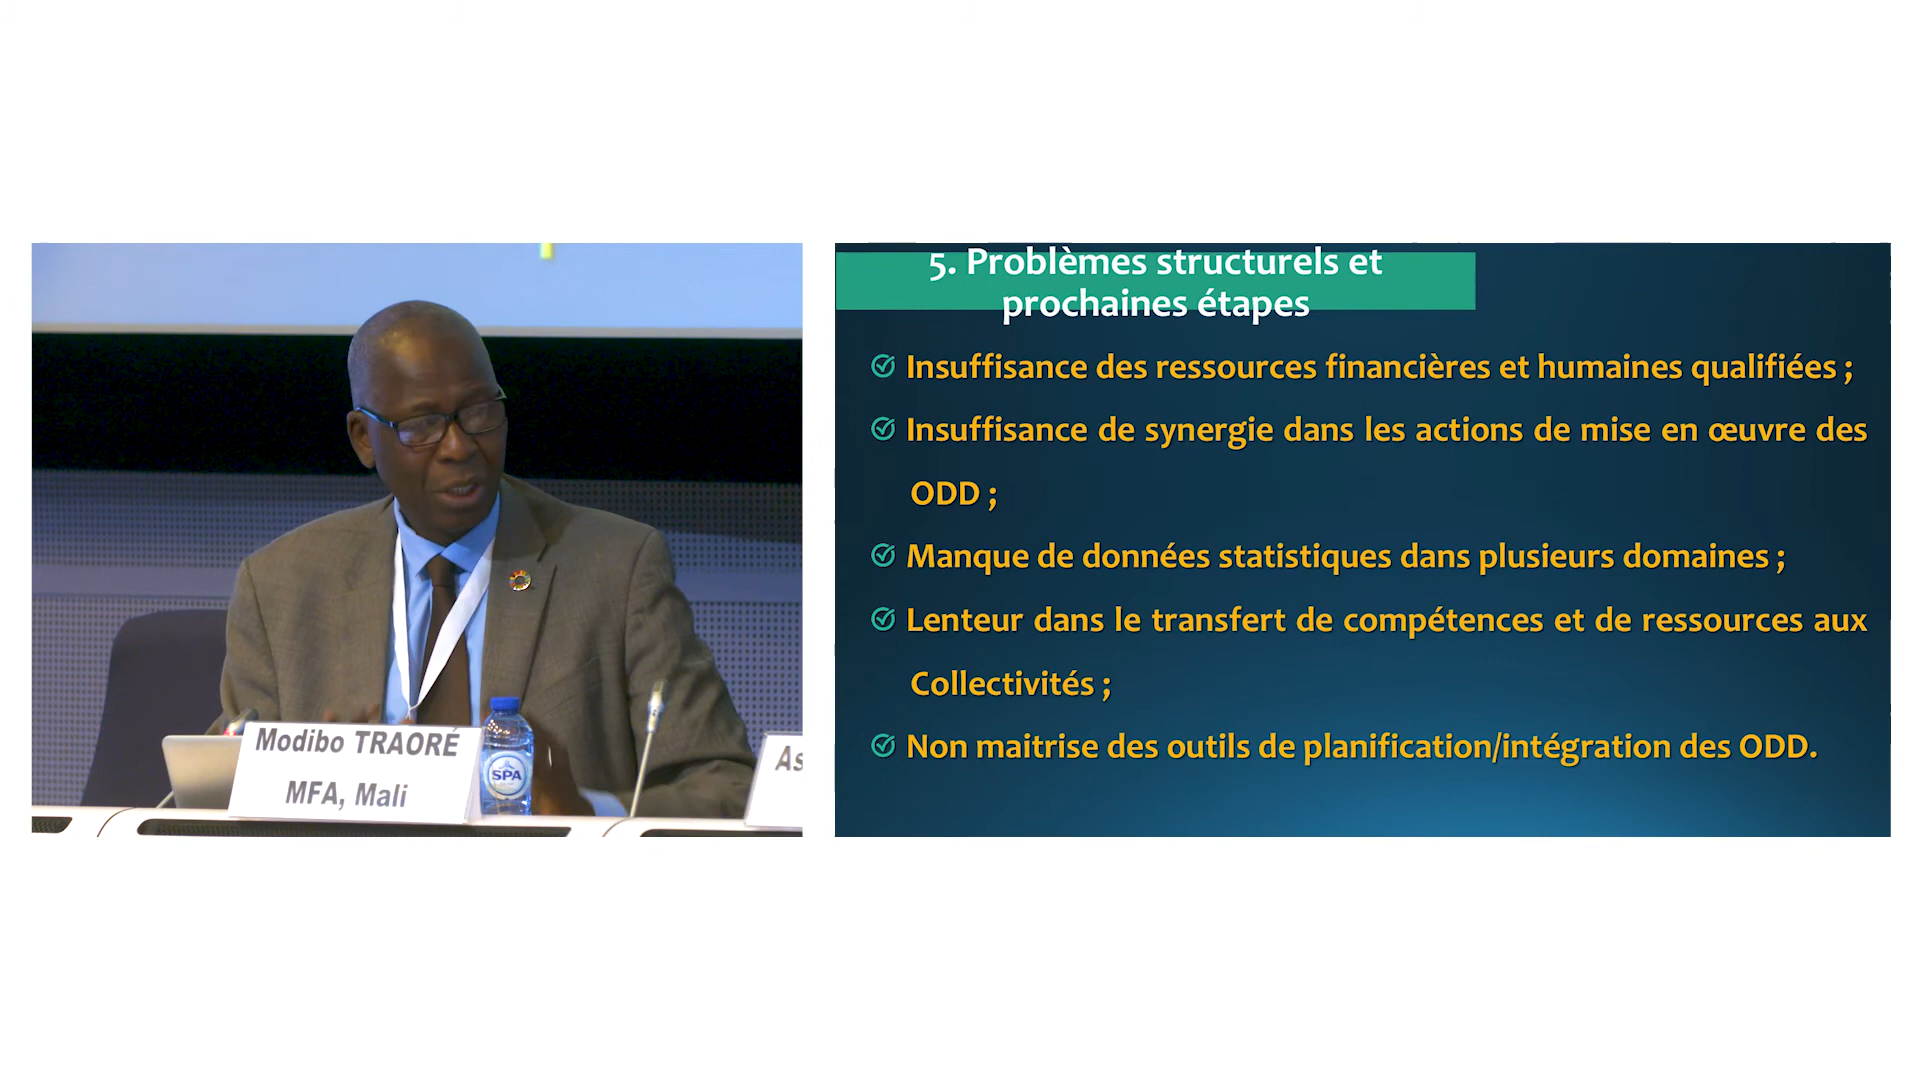 Modibo TRAORÉ
MFA, Mali
SPA
As
5. Problèmes structurels et
prochaines étapes
Insuffisance des ressources financières et humaines qualifiées ;
Insuffisance de synergie dans les actions de mise en œuvre des
ODD ;
Manque de données statistiques dans plusieurs domaines ;
Lenteur dans le transfert de compétences et de ressources aux
Collectivités ;
Non maitrise des outils de planification/intégration des ODD.